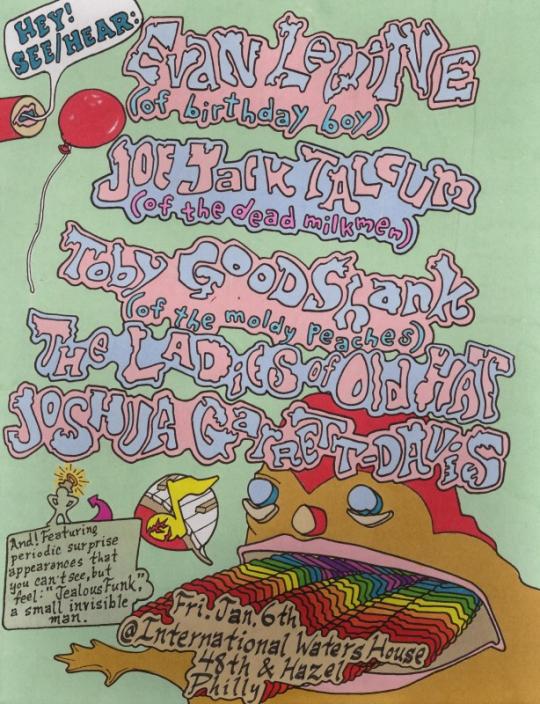 HEY!
SEE/HEAR:
Evan LeviNE
(of birthday boy)
JOE Jack TALCUM
(of the dead milkmen)
Toby GOODShank
(of the moldy Peaches)
The LADiES of Old HAT
JOSHUA GarrETT-DAViS
And! Featuring
periodic surprise
appearances that
you can't see, but
feel: "Jealous Funk",
a small invisible
man.
Fri. Jan. 6th
@International Waters House
48th & Hazel
Philly